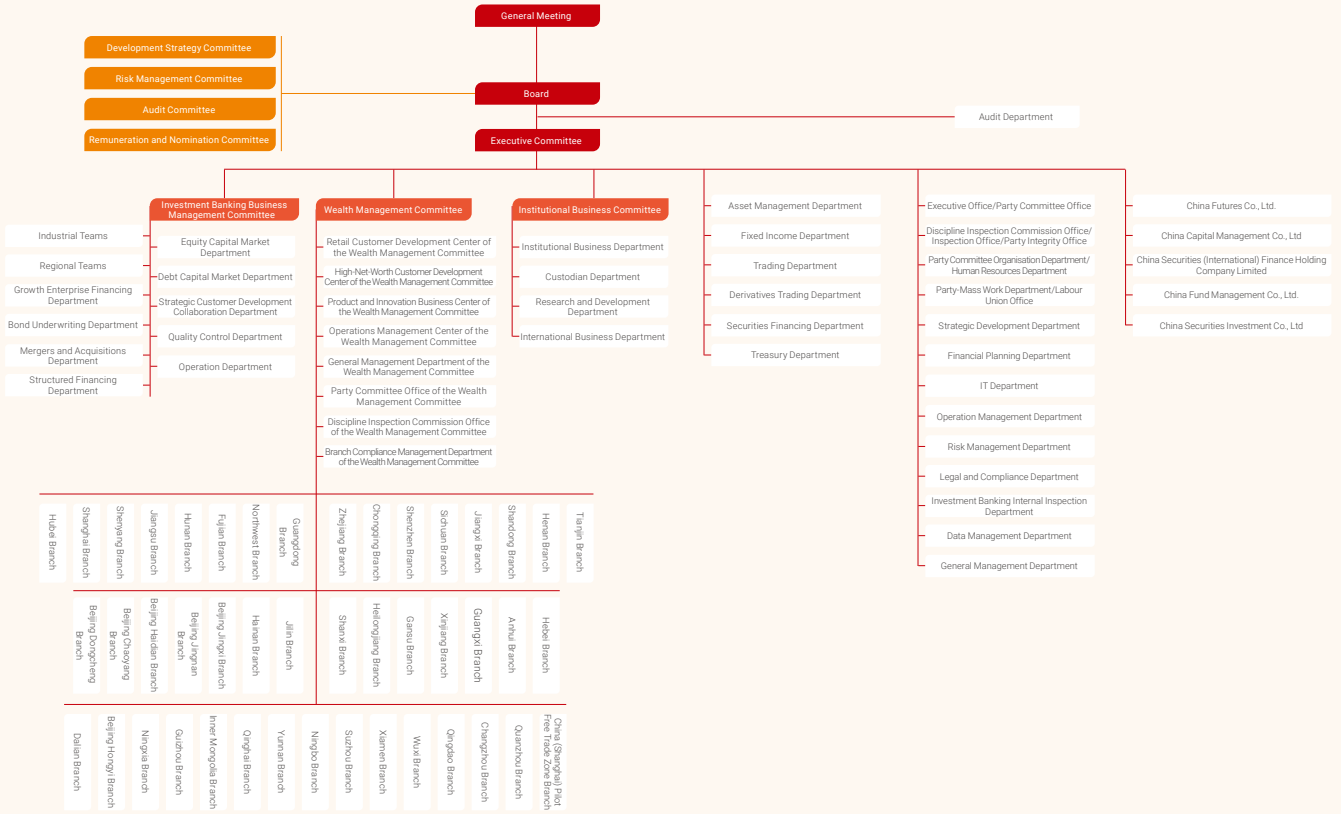 General Meeting
Development Strategy Committee
Risk Management Committee
Audit Committee
Remuneration and Nomination Committee
Board
Audit Department
Executive Committee
Investment Banking Business
Management Committee
Industrial Teams
Regional Teams
Growth Enterprise Financing
Department
Bond Underwriting Department
Mergers and Acquisitions
Department
Structured Financing
Department
Equity Capital Market
Department
Debt Capital Market Department
Strategic Customer Development
Collaboration Department
Quality Control Department
Operation Department
Wealth Management Committee
Retail Customer Development Center of
the Wealth Management Committee
High-Net-Worth Customer Development
Center of the Wealth Management Committee
Product and Innovation Business Center of
the Wealth Management Committee
Operations Management Center of the
Wealth Management Committee
General Management Department of the
Wealth Management Committee
Party Committee Office of the Wealth
Management Committee
Discipline Inspection Commission Office
of the Wealth Management Committee
Branch Compliance Management Department
of the Wealth Management Committee
Institutional Business Committee
Institutional Business Department
Custodian Department
Research and Development
Department
International Business Department
Asset Management Department
Fixed Income Department
Trading Department
Derivatives Trading Department
Securities Financing Department
Treasury Department
Executive Office/Party Committee Office
Discipline Inspection Commission Office/
Inspection Office/Party Integrity Office
Party Committee Organisation Department/
Human Resources Department
Party-Mass Work Department/Labour
Union Office
Strategic Development Department
Financial Planning Department
IT Department
Operation Management Department
Risk Management Department
Legal and Compliance Department
Investment Banking Internal Inspection
Department
Data Management Department
General Management Department
China Futures Co., Ltd.
China Capital Management Co., Ltd
China Securities (International) Finance Holding
Company Limited
China Fund Management Co., Ltd.
China Securities Investment Co., Ltd
Hubei Branch
Shanghai Branch
Shenyang Branch
Jiangsu Branch
Hunan Branch
Fujian Branch
Northwest Branch
Guangdong
Branch
Zhejiang Branch
Chongqing Branch
Shenzhen Branch
Sichuan Branch
Jiangxi Branch
Shandong Branch
Henan Branch
Tianjin Branch
Beijing Dongcheng
Branch
Beijing Chaoyang
Branch
Beijing Haidian Branch
Beijing Jingnan
Branch
Beijing Jingxi Branch
Hainan Branch
Jilin Branch
Shanxi Branch
Heilongjiang Branch
Gansu Branch
Xinjiang Branch
Guangxi Branch
Anhui Branch
Hebei Branch
Dalian Branch
Beijing Hongyi Branch
Ningxia Branch
Guizhou Branch
Inner Mongolia Branch
Qinghai Branch
Yunnan Branch
Ningbo Branch
Suzhou Branch
Xiamen Branch
Wuxi Branch
Qingdao Branch
Changzhou Branch
Quanzhou Branch
China (Shanghai) Pilot
Free Trade Zone Branch